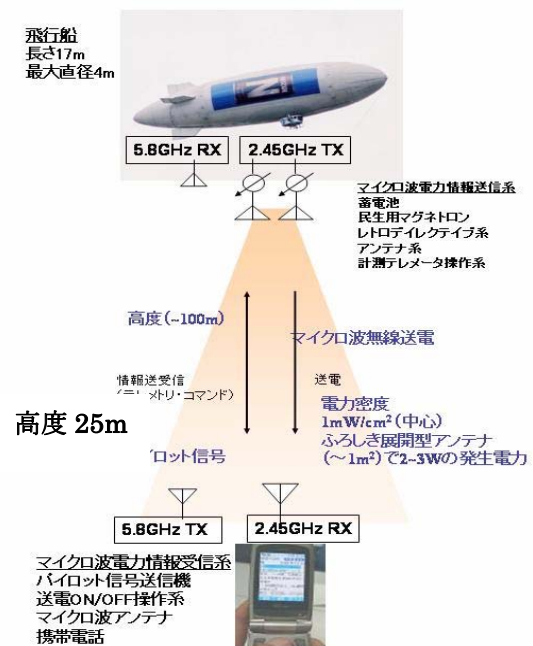 飛行船
長さ17m
最大直径4m
N
5.8GHz RX
2.45GHz TX
マイクロ波電力情報送信系
蓄電池
民生用マグネトロン
レトロデイレクテイブ系
アンテナ系
計測テレメータ操作系
高度(~100m)
マイクロ波無線送電
情報送受信
メトリ・コマンド)
送電
高度 25m
電力密度
1mW/cm²(中心)
ふろしき展開型アンテナ
(～1m²)で2~3Wの発生電力
ロット信号
5.8GHz TX
2.45GHz RX
マイクロ波電力情報受信系
パイロット信号送信機
送電ON/OFF操作系
マイクロ波アンテナ
携帯電話